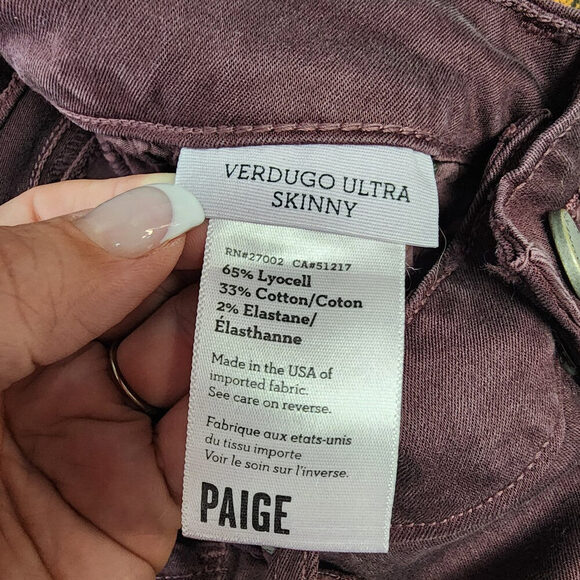 VERDUGO ULTRA
SKINNY
RN#27002 CA#51217
65% Lyocell
33% Cotton/Coton
2% Elastane/
Élasthanne
Made in the USA of
imported fabric.
See care on reverse.
Fabrique aux etats-unis
du tissu importe
Voir le soin sur l'inverse.
PAIGE